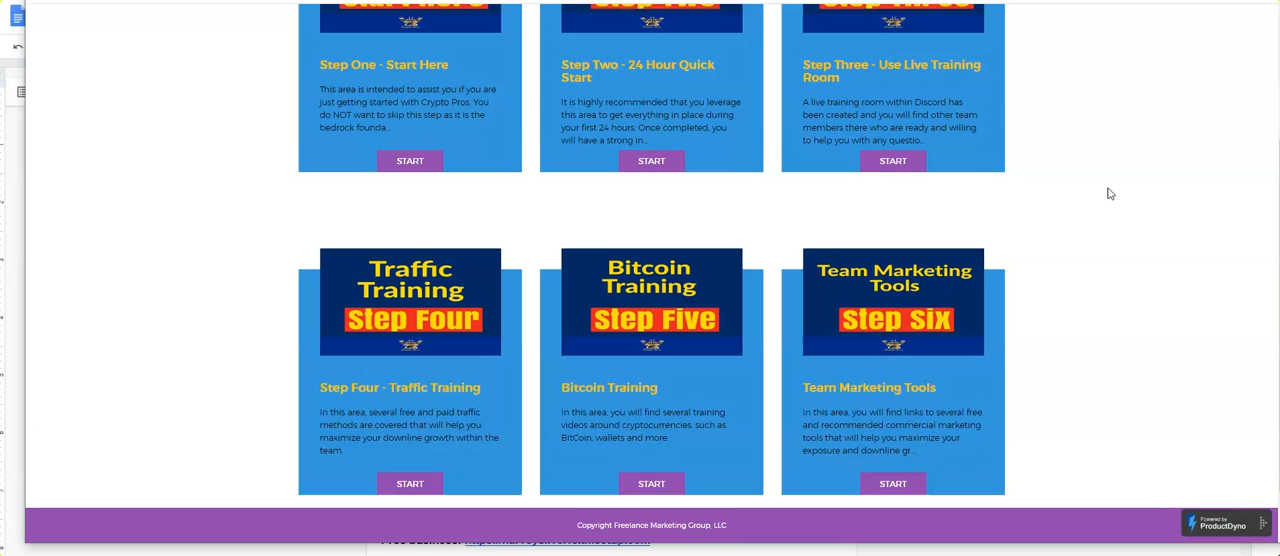 Step One - Start Here
This area is intended to assist you if you are
just getting started with Crypto Pros. You
do NOT want to skip this step as it is the
bedrock founda...
START
Step Two - 24 Hour Quick
Start
It is highly recommended that you leverage
this area to get everything in place during
your first 24 hours. Once completed, you
will have a strong in...
START
Step Three - Use Live Training
Room
A live training room within Discord has
been created and you will find other team
members there who are ready and willing
to help you with any questio...
START
Traffic
Training
Step Four
Step Four - Traffic Training
In this area, several free and paid traffic
methods are covered that will help you
maximize your downline growth within the
team.
START
Bitcoin
Training
Step Five
Bitcoin Training
In this area, you will find several training
videos around cryptocurrencies, such as
BitCoin, wallets and more.
START
Team Marketing
Tools
Step Six
Team Marketing Tools
In this area, you will find links to several free
and recommended commercial marketing
tools that will help you maximize your
exposure and downline gr...
START
Copyright Freelance Marketing Group, LLC
Powered by
ProductDyno